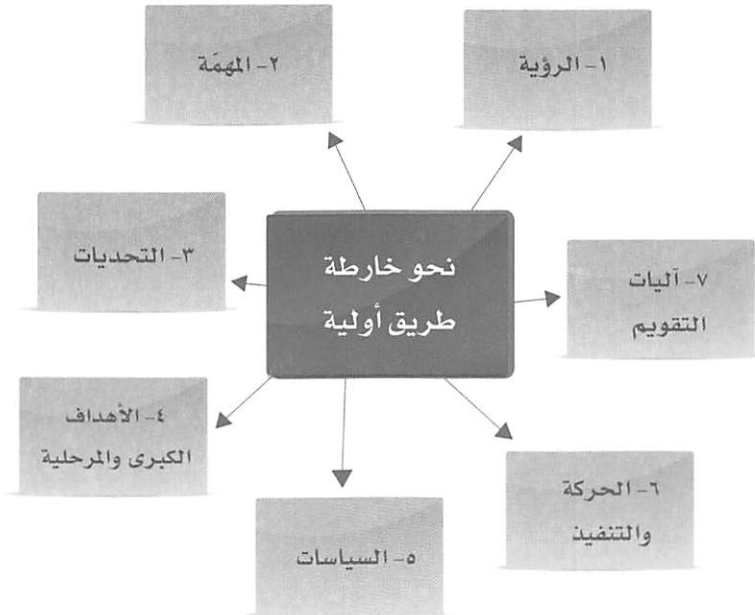 ١- الرؤية
٢- المهمّة
نحو خارطة
طريق أولية
٣- التحديات
٧- آليات
التقويم
٤- الأهداف
الكبرى والمرحلية
٦- الحركة
والتنفيذ
٥- السياسات